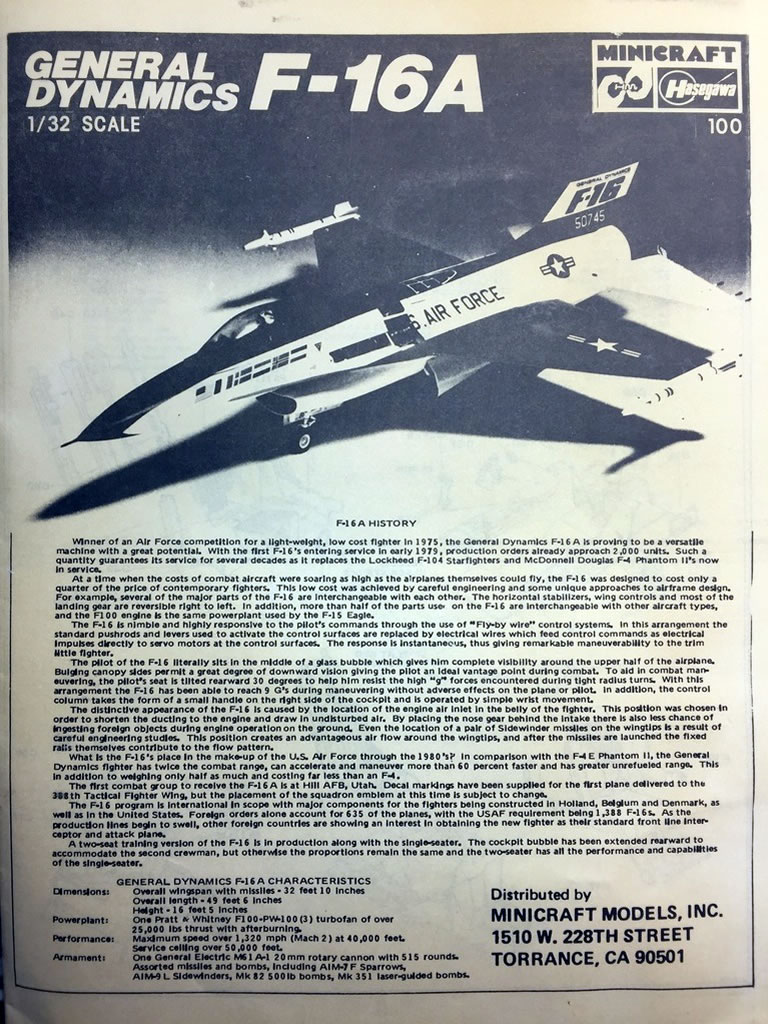 GENERAL DYNAMICS F-16A
1/32 SCALE
MINICRAFT
Hm Hasegawa
100
GENERAL DYNAMICS
F-16
50745
S. AIR FORCE
F-16A HISTORY
Winner of an Air Force competition for a light-weight, low cost fighter in 1975, the General Dynamics F-16A is proving to be a versatile
machine with a great potential. With the first F-16's entering service in early 1979, production orders already approach 2,000 units. Such a
quantity guarantees its service for several decades as it replaces the Lockheed F-104 Starfighters and McDonnell Douglas F-4 Phantom II's now
in service.
At a time when the costs of combat aircraft were soaring as high as the airplanes themselves could fly, the F-16 was designed to cost only a
quarter of the price of contemporary fighters. This low cost was achieved by careful engineering and some unique approaches to airframe design.
For example, several of the major parts of the F-16 are interchangeable with each other. The horizontal stabilizers, wing controls and most of the
landing gear are reversible right to left. In addition, more than half of the parts use on the F-16 are interchangeable with other aircraft types,
and the F100 engine is the same powerplant used by the F-15 Eagle.
The F-16 is nimble and highly responsive to the pilot's commands through the use of "Fly-by wire" control systems. In this arrangement the
standard pushrods and levers used to activate the control surfaces are replaced by electrical wires which feed control commands as electrical
impulses directly to servo motors at the control surfaces. The response is instantaneous, thus giving remarkable maneuverability to the trim
little fighter.
The pilot of the F-16 literally sits in the middle of a glass bubble which gives him complete visibility around the upper half of the airplane.
Bulging canopy sides permit a great degree of downward vision giving the pilot an ideal vantage point during combat. To aid in combat man-
euvering, the pilot's seat is tilted rearward 30 degrees to help him resist the high "g" forces encountered during tight radius turns. With this
arrangement the F-16 has been able to reach 9 G's during maneuvering without adverse effects on the plane or pilot. In addition, the control
column takes the form of a small handle on the right side of the cockpit and is operated by simple wrist movement.
The distinctive appearance of the F-16 is caused by the location of the engine air inlet in the belly of the fighter. This position was chosen in
order to shorten the ducting to the engine and draw in undisturbed air. By placing the nose gear behind the intake there is also less chance of
ingesting foreign objects during engine operation on the ground. Even the location of a pair of Sidewinder missiles on the wingtips is a result of
careful engineering studies. This position creates an advantageous air flow around the wingtips, and after the missiles are launched the fixed
rails themselves contribute to the flow pattern.
What is the F-16's place in the make-up of the U.S. Air Force through the 1980's? In comparison with the F-4E Phantom II, the General
Dynamics fighter has twice the combat range, can accelerate and maneuver more than 60 percent faster and has greater unrefueled range. This
in addition to weighing only half as much and costing far less than an F-4.
The first combat group to receive the F-16A is at Hill AFB, Utah. Decal markings have been supplied for the first plane delivered to the
388th Tactical Fighter Wing, but the placement of the squadron emblem at this time is subject to change.
The F-16 program is international in scope with major components for the fighters being constructed in Holland, Belgium and Denmark, as
well as in the United States. Foreign orders alone account for 635 of the planes, with the USAF requirement being 1,388 F-16s. As the
production lines begin to swell, other foreign countries are showing an interest in obtaining the new fighter as their standard front line inter-
ceptor and attack plane.
A two-seat training version of the F-16 is in production along with the single-seater. The cockpit bubble has been extended rearward to
accommodate the second crewman, but otherwise the proportions remain the same and the two-seater has all the performance and capabilities
of the single-seater.
GENERAL DYNAMICS F-16A CHARACTERISTICS
Dimensions: Overall wingspan with missiles - 32 feet 10 inches
Overall length - 49 feet 6 inches
Height - 16 feet 5 inches
Powerplant: One Pratt & Whitney F100-PW-100 (3) turbofan of over
25,000 lbs thrust with afterburning.
Performance: Maximum speed over 1,320 mph (Mach 2) at 40,000 feet.
Service ceiling over 50,000 feet.
Armament: One General Electric M61 A-1 20mm rotary cannon with 515 rounds.
Assorted missiles and bombs, including AIM-7F Sparrows,
AIM-9 L Sidewinders, Mk 82 500lb bombs, Mk 351 laser-guided bombs.
Distributed by
MINICRAFT MODELS, INC.
1510 W. 228TH STREET
TORRANCE, CA 90501